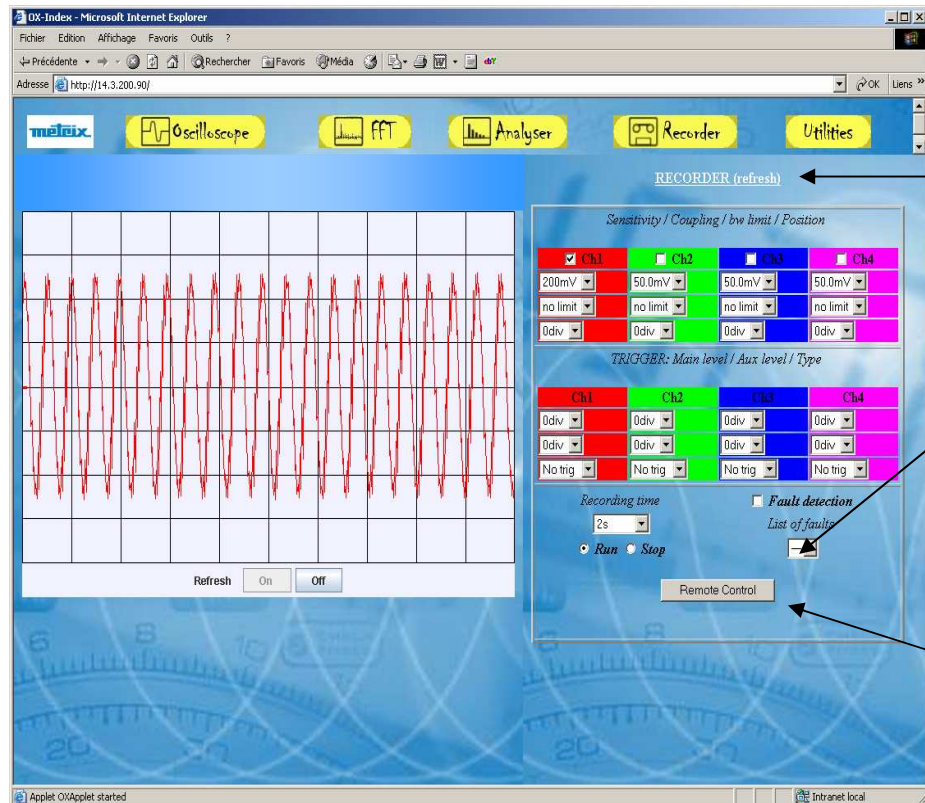 OX-Index - Microsoft Internet Explorer
Fichier Edition Affichage Favoris Outils ?
Précédente Rechercher Favoris Média
Adresse http://14.3.200.90/ OK Liens »
metrix Oscilloscope FFT Analyser Recorder Utilities
RECORDER (refresh)
Sensitivity / Coupling / bw limit / Position
Ch1 Ch2 Ch3 Ch4
200mV 50.0mV 50.0mV 50.0mV
no limit no limit no limit no limit
0div 0div 0div 0div
TRIGGER: Main level / Aux level / Type
Ch1 Ch2 Ch3 Ch4
0div 0div 0div 0div
0div 0div 0div 0div
No trig No trig No trig No trig
Recording time Fault detection
2s List of faults
Run Stop
Refresh On Off
Remote Control
Applet OXApplet started Intranet local